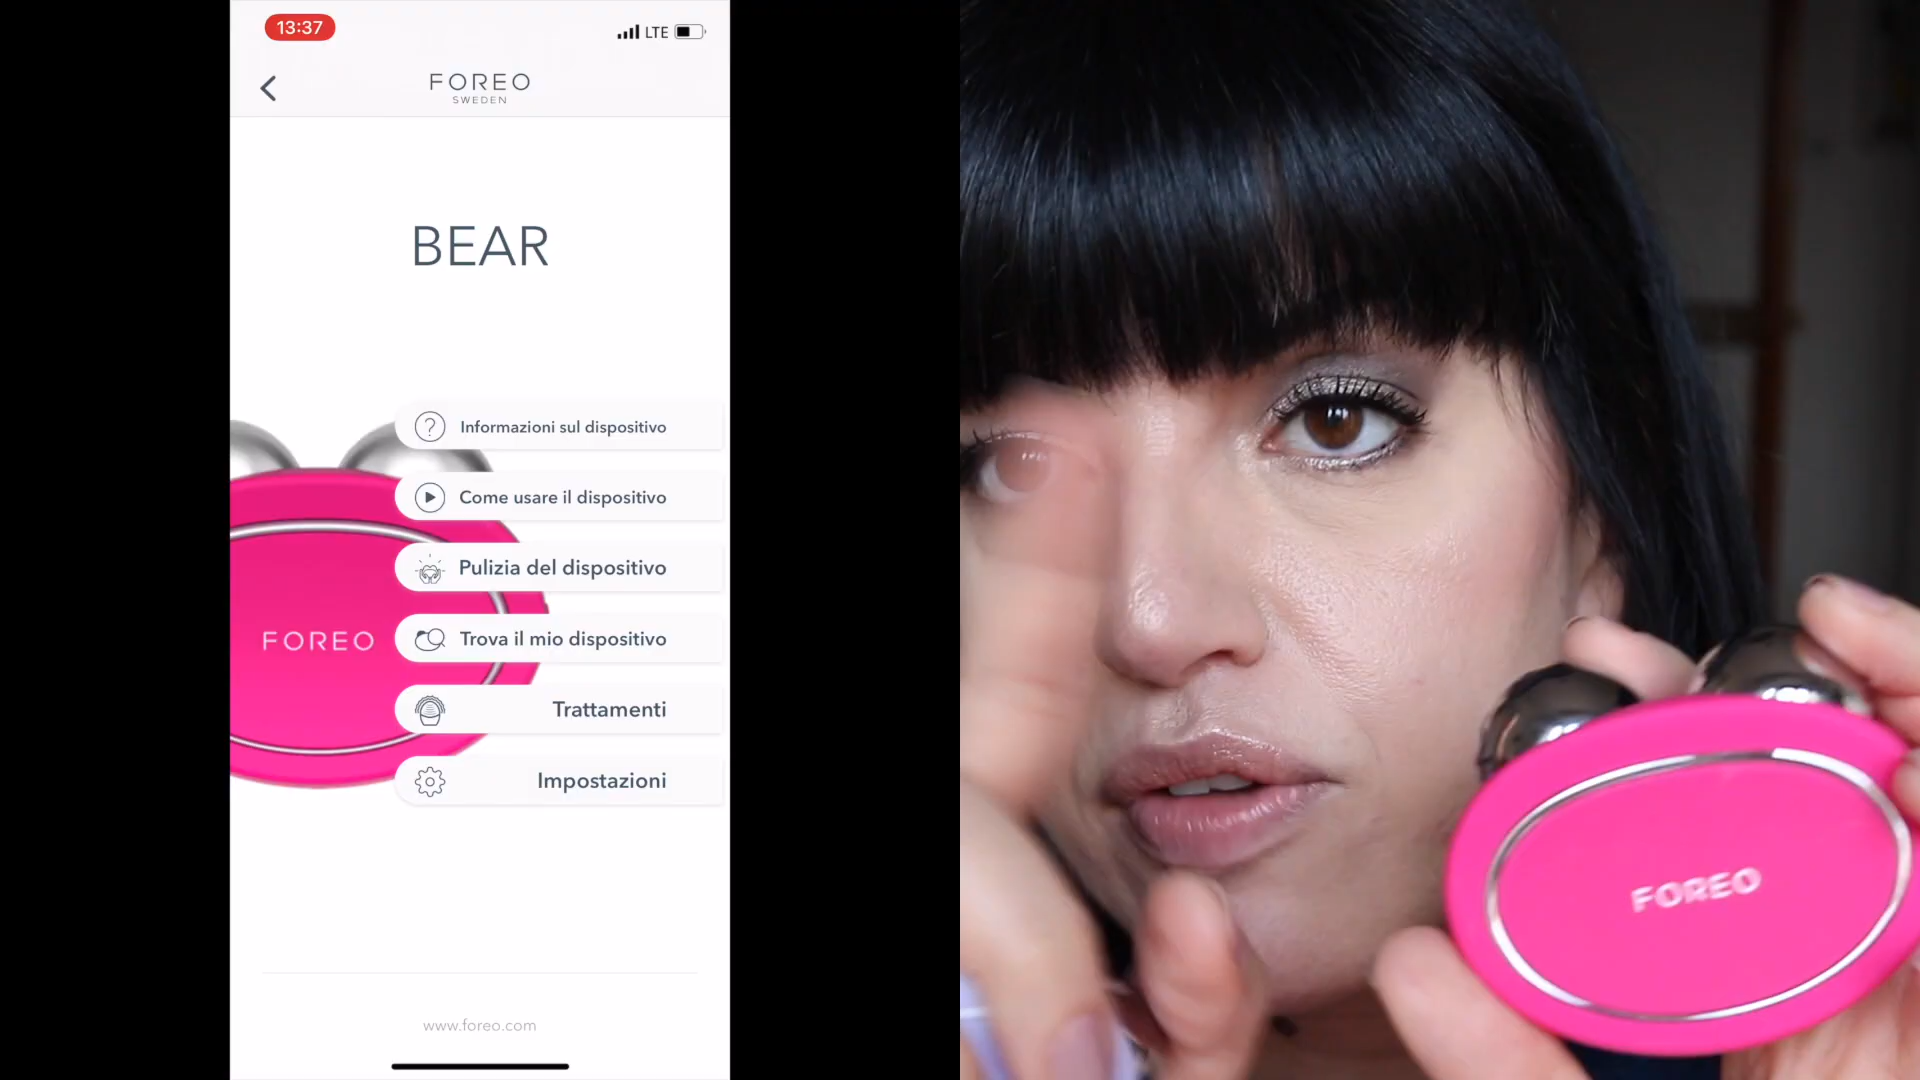 13:37
LTE
FOREO
SWEDEN
BEAR
Informazioni sul dispositivo
Come usare il dispositivo
Pulizia del dispositivo
Trova il mio dispositivo
FOREO
Trattamenti
Impostazioni
www.foreo.com
FOREO